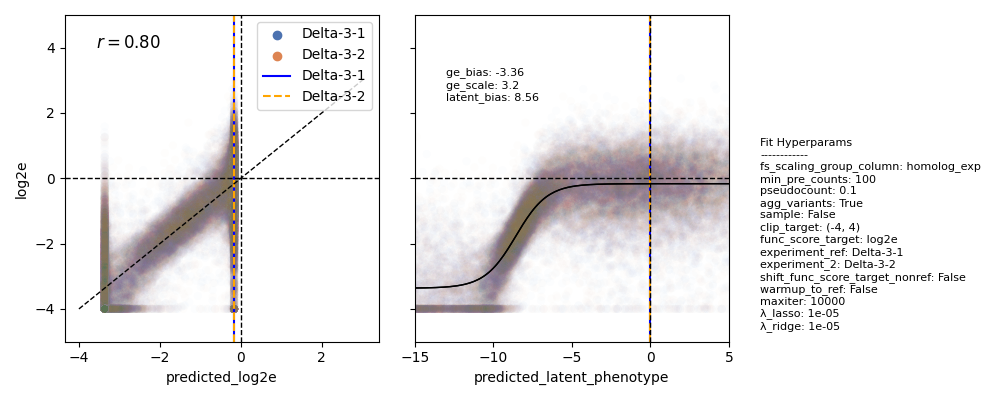 r = 0.80
Delta-3-1
Delta-3-2
Delta-3-1
Delta-3-2
4
2
0
−2
−4
log2e
−4
−2
0
2
predicted_log2e
ge_bias: -3.36
ge_scale: 3.2
latent_bias: 8.56
−15
−10
−5
0
5
predicted_latent_phenotype
Fit Hyperparams
------------
fs_scaling_group_column: homolog_exp
min_pre_counts: 100
pseudocount: 0.1
agg_variants: True
sample: False
clip_target: (-4, 4)
func_score_target: log2e
experiment_ref: Delta-3-1
experiment_2: Delta-3-2
shift_func_score_target_nonref: False
warmup_to_ref: False
maxiter: 10000
λ_lasso: 1e-05
λ_ridge: 1e-05